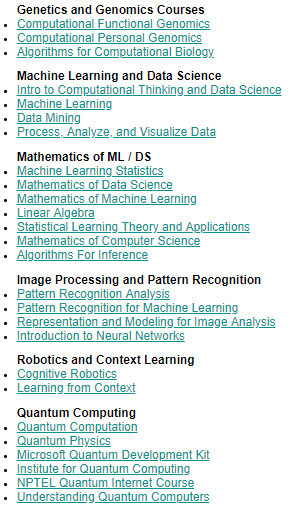 Genetics and Genomics Courses
Computational Functional Genomics
Computational Personal Genomics
Algorithms for Computational Biology
Machine Learning and Data Science
Intro to Computational Thinking and Data Science
Machine Learning
Data Mining
Process, Analyze, and Visualize Data
Mathematics of ML / DS
Machine Learning Statistics
Mathematics of Data Science
Mathematics of Machine Learning
Linear Algebra
Statistical Learning Theory and Applications
Mathematics of Computer Science
Algorithms For Inference
Image Processing and Pattern Recognition
Pattern Recognition Analysis
Pattern Recognition for Machine Learning
Representation and Modeling for Image Analysis
Introduction to Neural Networks
Robotics and Context Learning
Cognitive Robotics
Learning from Context
Quantum Computing
Quantum Computation
Quantum Physics
Microsoft Quantum Development Kit
Institute for Quantum Computing
NPTEL Quantum Internet Course
Understanding Quantum Computers